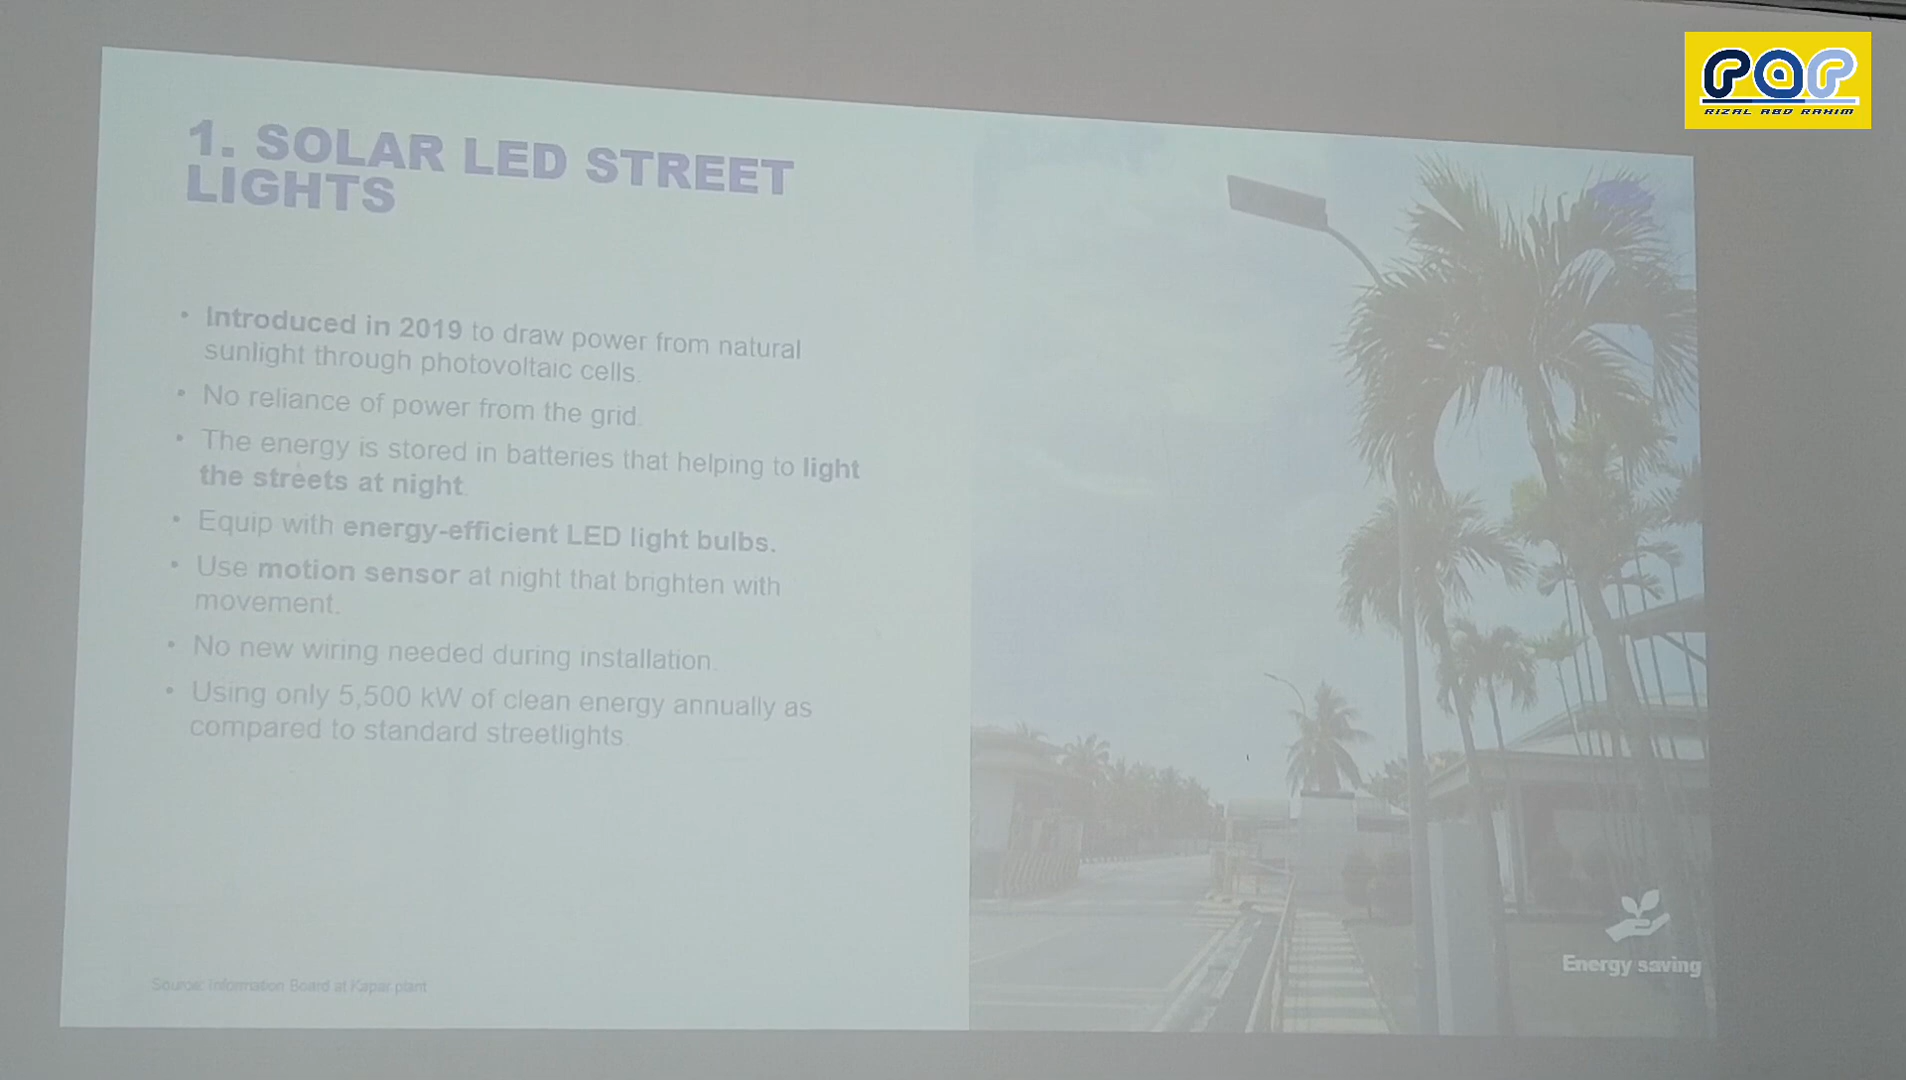 RAR
RIZAL ABD RAHIM
1. SOLAR LED STREET
LIGHTS
• Introduced in 2019 to draw power from natural
sunlight through photovoltaic cells.
• No reliance of power from the grid.
• The energy is stored in batteries that helping to light
the streets at night.
• Equip with energy-efficient LED light bulbs.
• Use motion sensor at night that brighten with
movement.
• No new wiring needed during installation.
• Using only 5,500 kW of clean energy annually as
compared to standard streetlights
Source: Information Board at Kapar plant
Energy saving